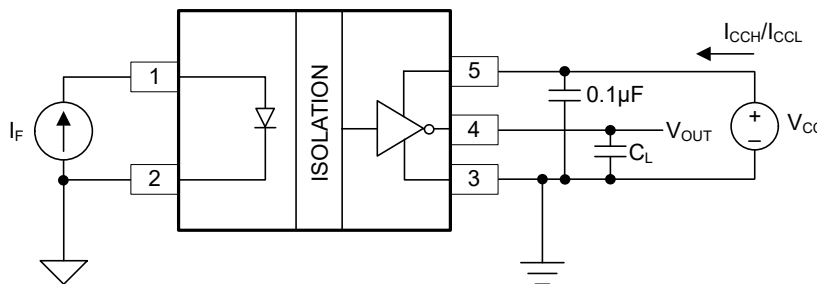 I_CCH/I_CCL
1
5
0.1µF
I_F
ISOLATION
4
V_OUT
+
–
V_CC
C_L
2
3